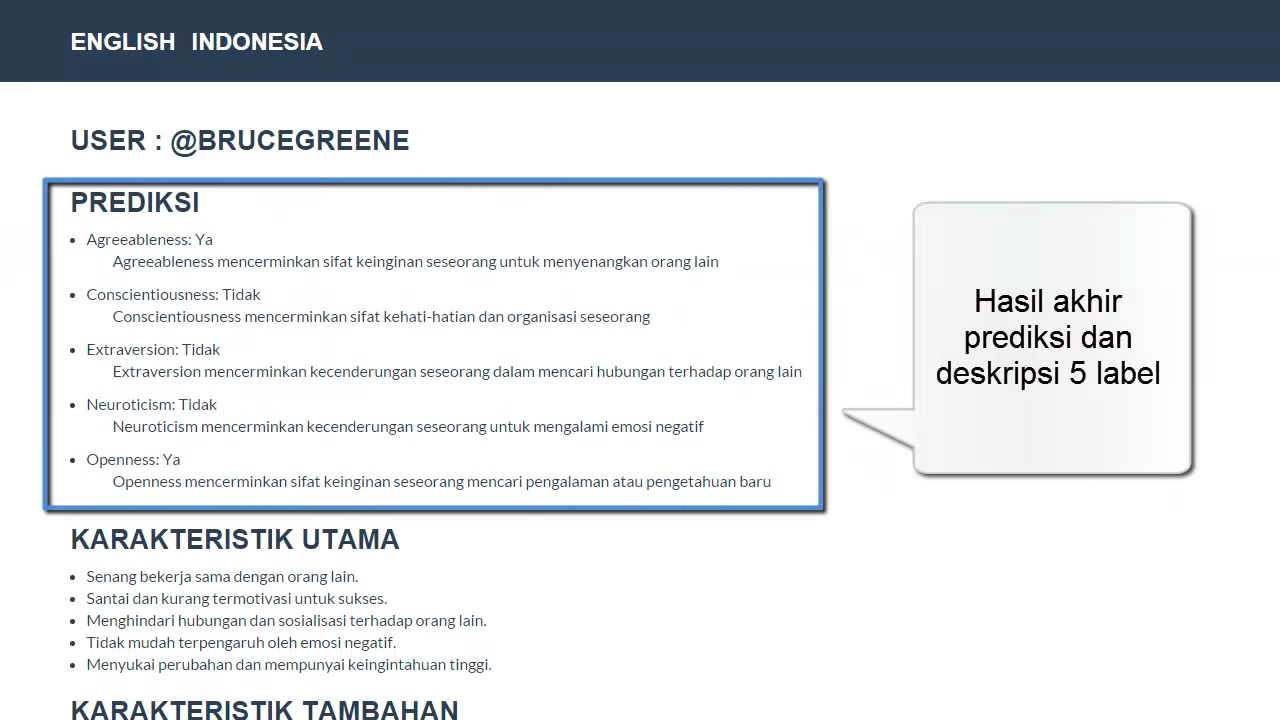 ENGLISH INDONESIA
USER : @BRUCEGREENE
PREDIKSI
Agreeableness: Ya
Agreeableness mencerminkan sifat keinginan seseorang untuk menyenangkan orang lain
Conscientiousness: Tidak
Conscientiousness mencerminkan sifat kehati-hatian dan organisasi seseorang
Extraversion: Tidak
Extraversion mencerminkan kecenderungan seseorang dalam mencari hubungan terhadap orang lain
Neuroticism: Tidak
Neuroticism mencerminkan kecenderungan seseorang untuk mengalami emosi negatif
Openness: Ya
Openness mencerminkan sifat keinginan seseorang mencari pengalaman atau pengetahuan baru
Hasil akhir
prediksi dan
deskripsi 5 label
KARAKTERISTIK UTAMA
Senang bekerja sama dengan orang lain.
Santai dan kurang termotivasi untuk sukses.
Menghindari hubungan dan sosialisasi terhadap orang lain.
Tidak mudah terpengaruh oleh emosi negatif.
Menyukai perubahan dan mempunyai keingintahuan tinggi.
KARAKTERISTIK TAMBAHAN